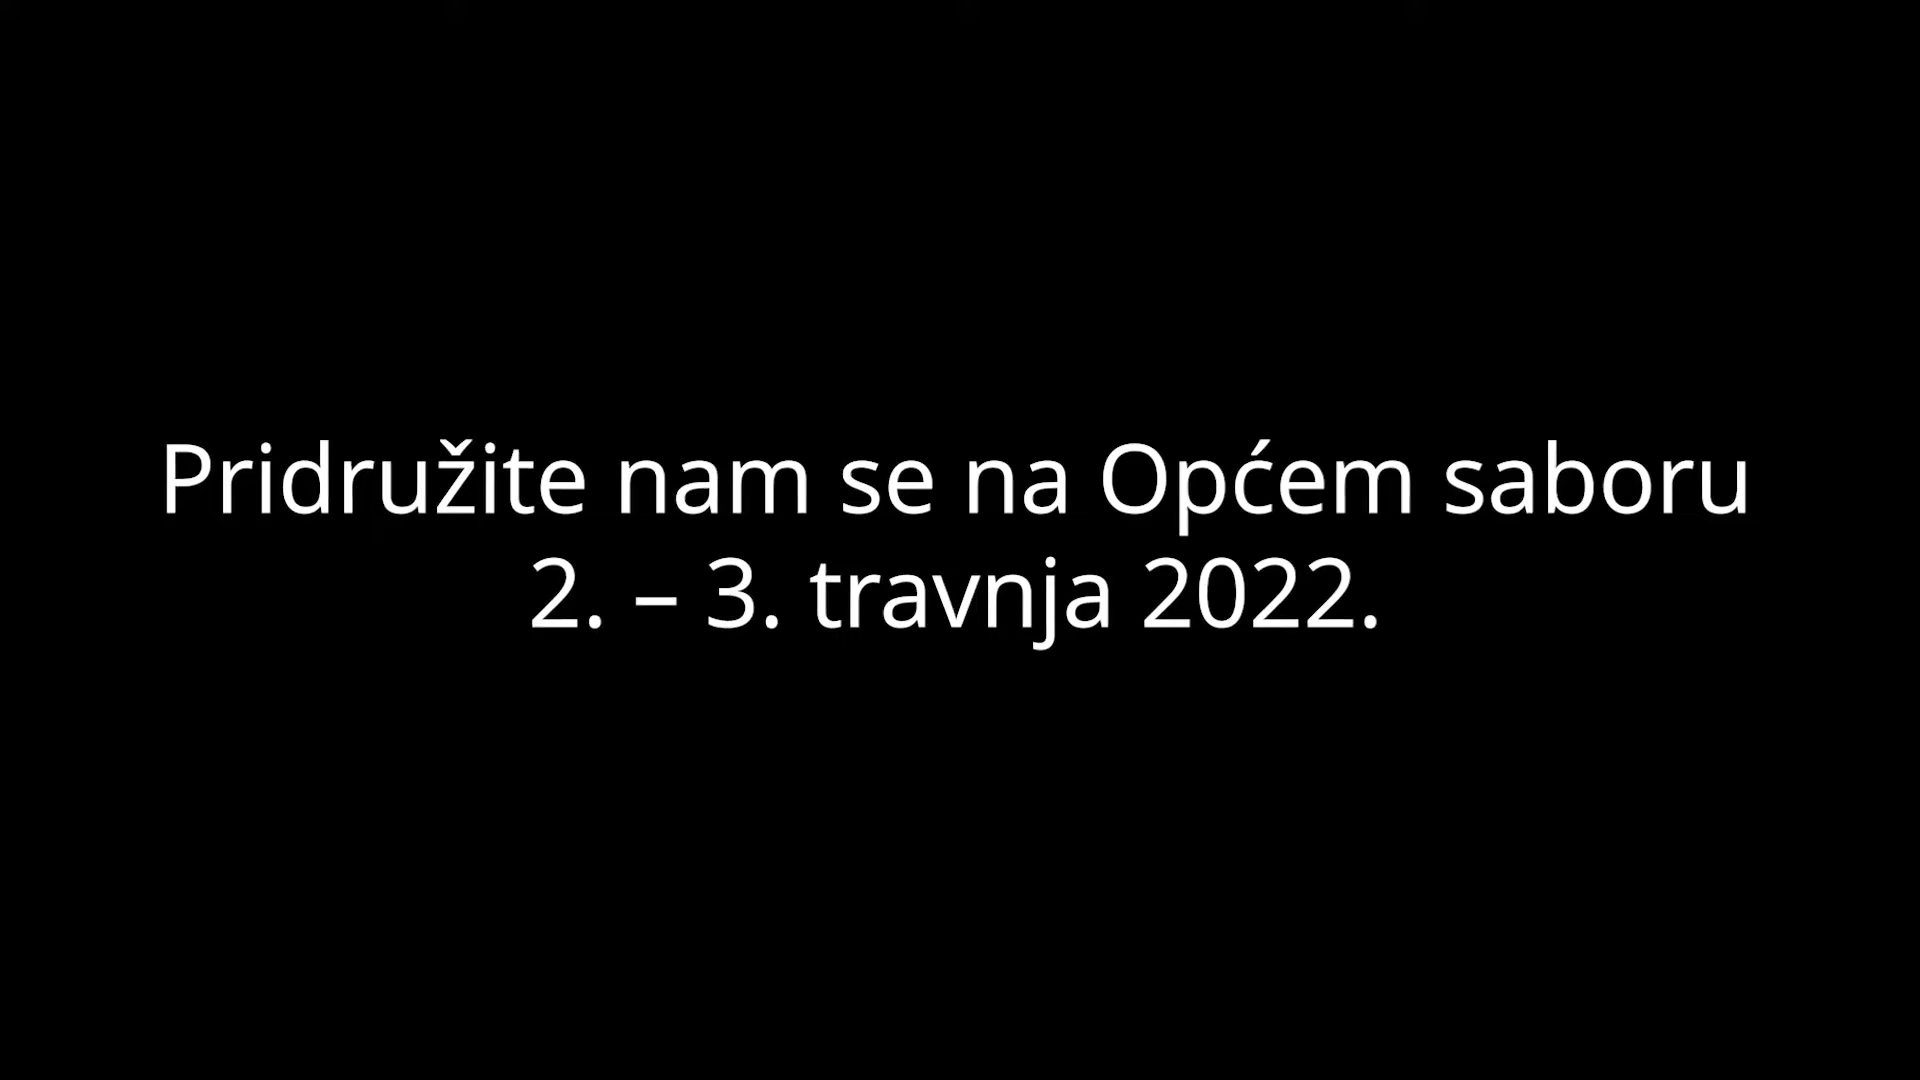 Pridružite nam se na Općem saboru
2. – 3. travnja 2022.